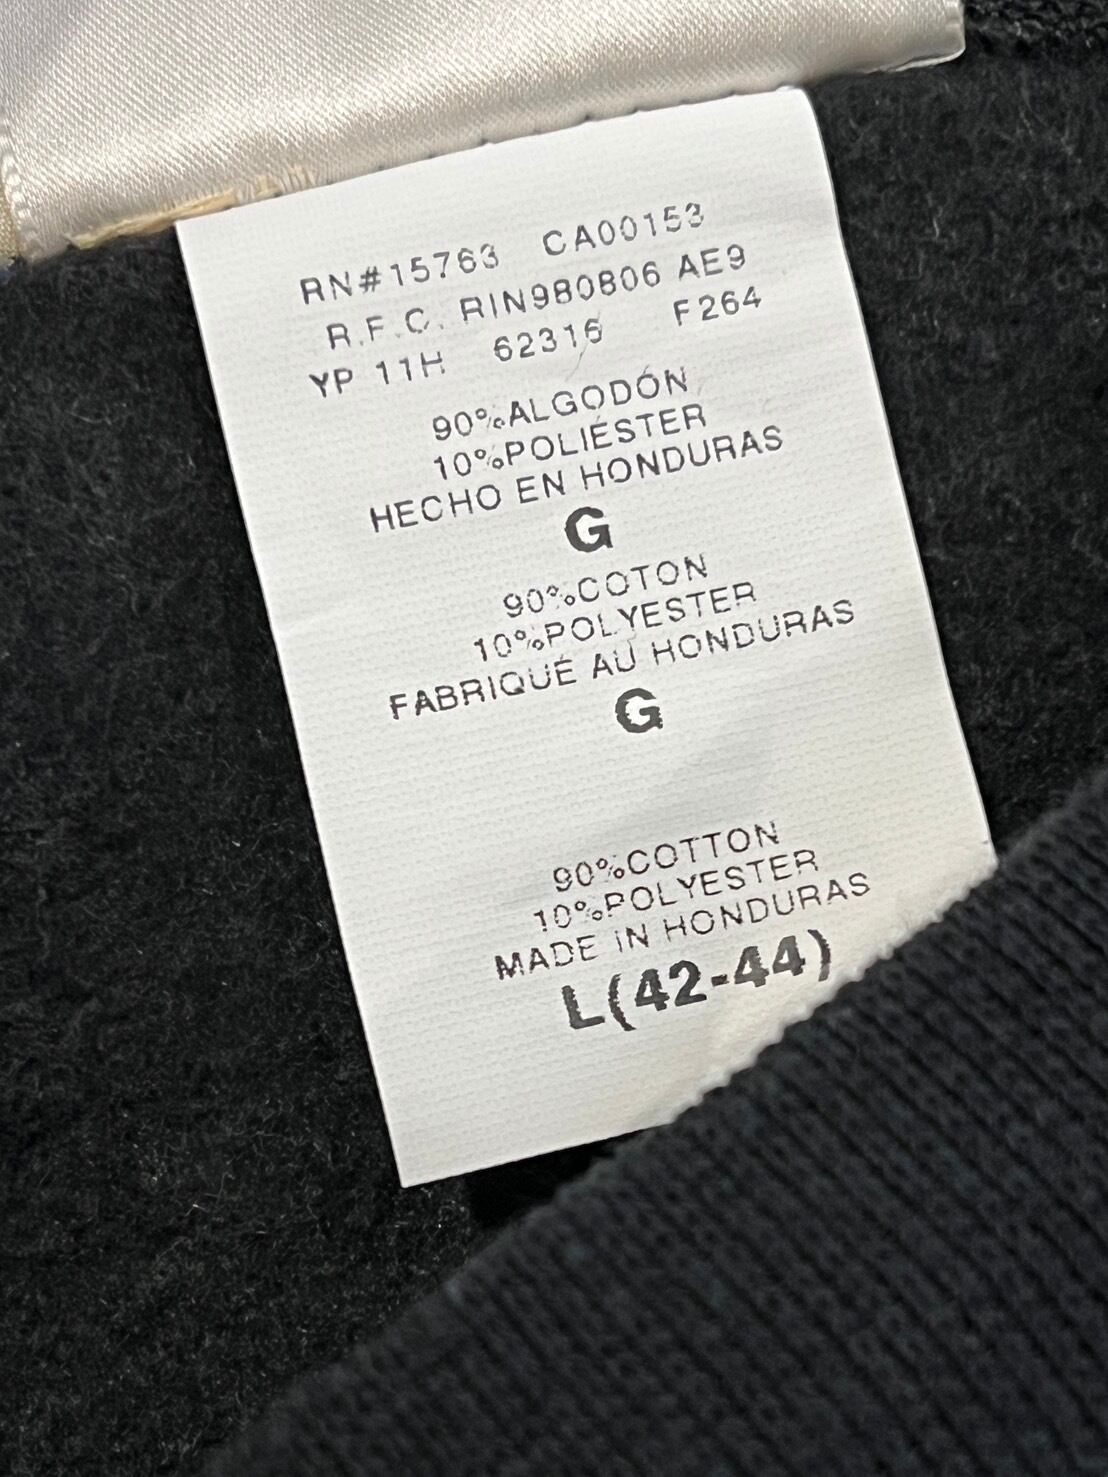 RN#15763 CA00153
R.F.C. RIN980806 AE9
YP 11H 62316 F264
90%ALGODÓN
10%POLIÉSTER
HECHO EN HONDURAS
G
90%COTON
10%POLYESTER
FABRIQUÉ AU HONDURAS
G
90%COTTON
10%POLYESTER
MADE IN HONDURAS
L(42-44)